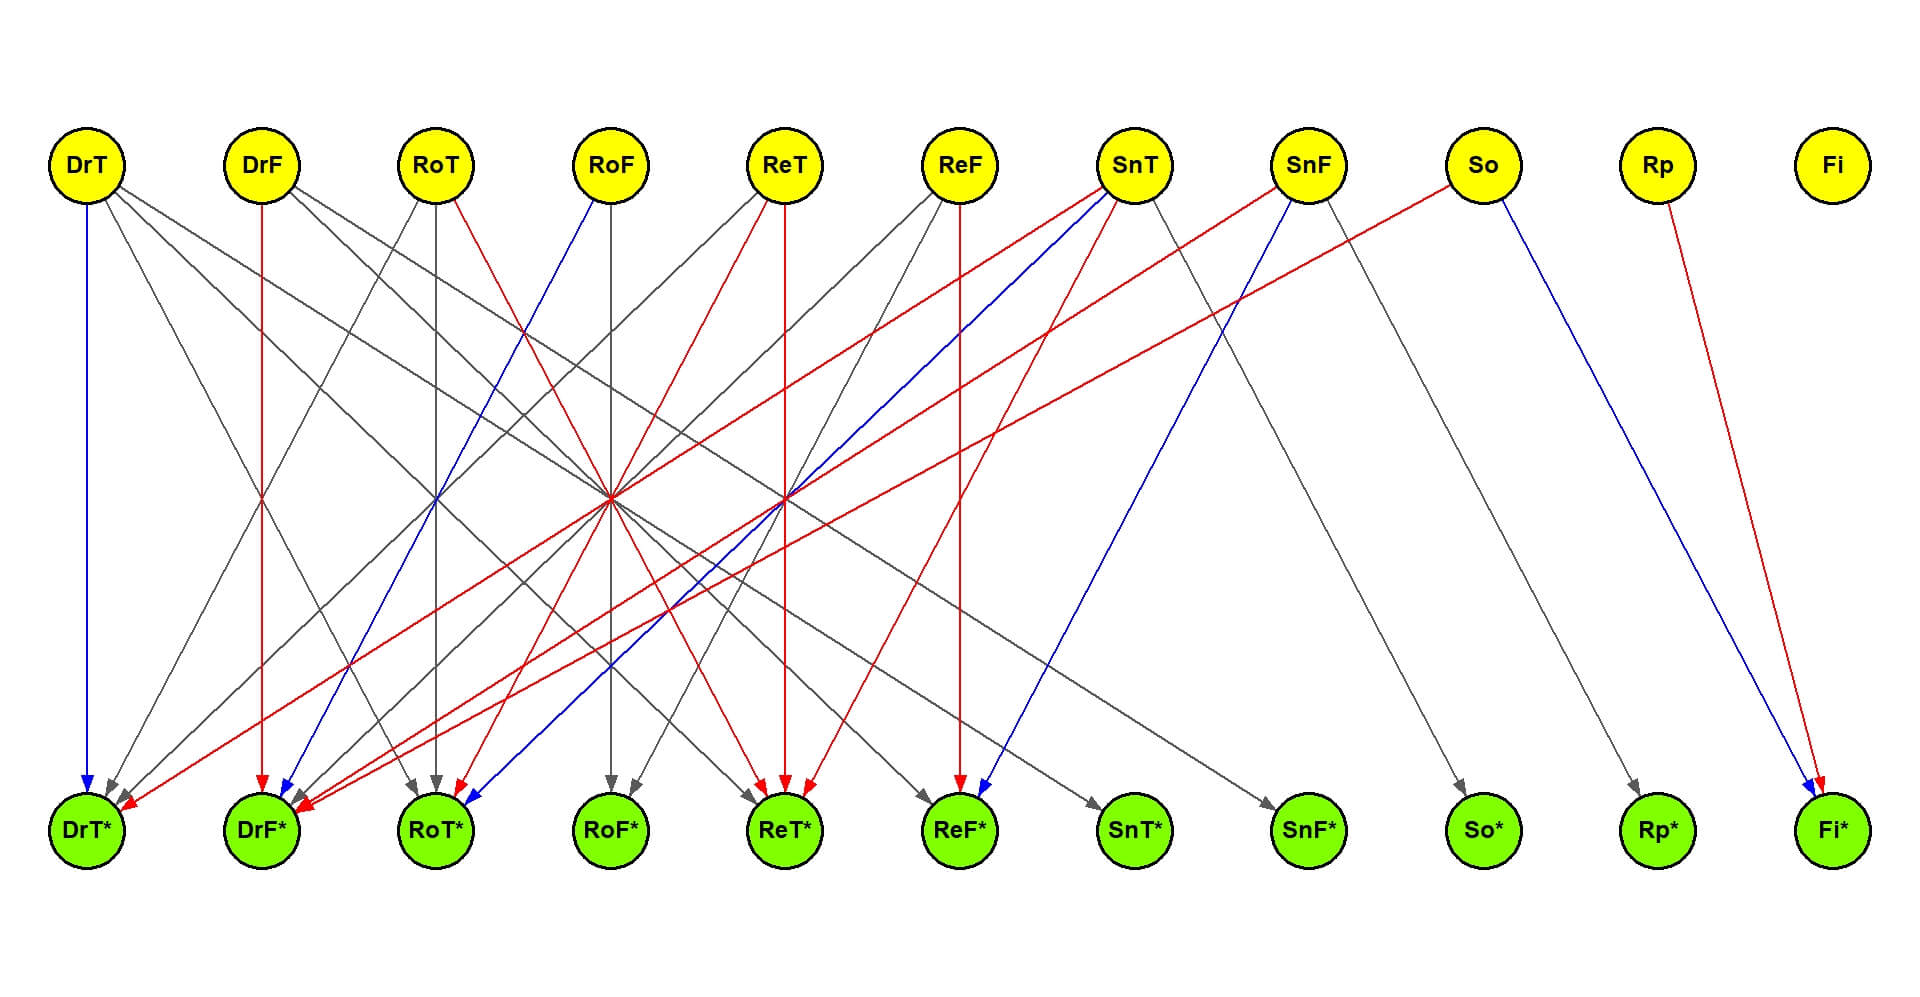 DrT DrF RoT RoF ReT ReF SnT SnF So Rp Fi
DrT* DrF* RoT* RoF* ReT* ReF* SnT* SnF* So* Rp* Fi*